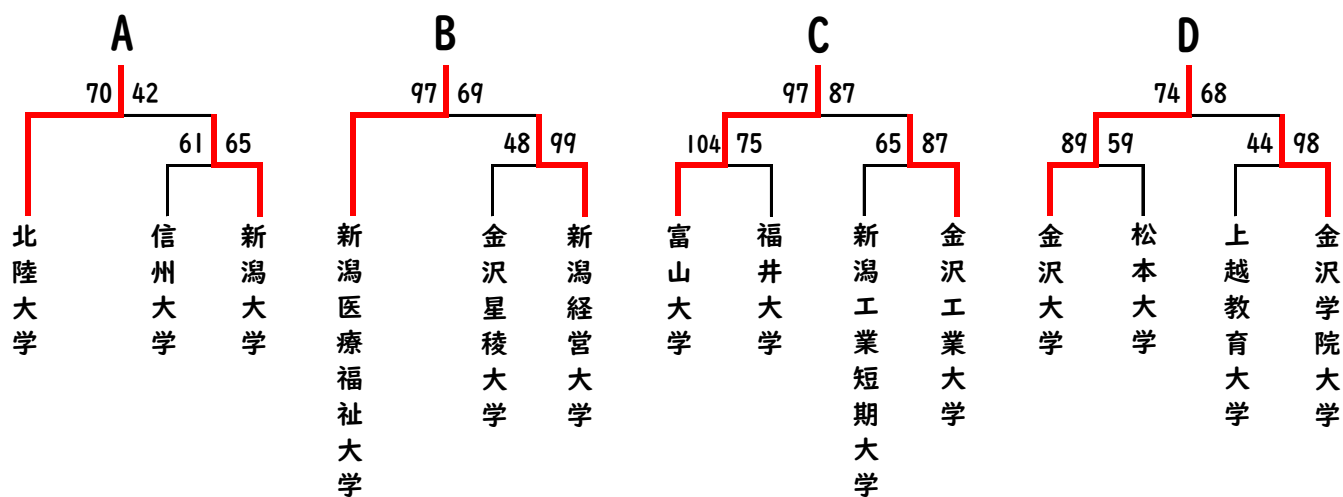 A
B
C
D
70 42
97 69
97 87
74 68
61 65
48 99
104 75
65 87
89 59
44 98
北陸大学
信州大学
新潟大学
新潟医療福祉大学
金沢星稜大学
新潟経営大学
富山大学
福井大学
新潟工業短期大学
金沢工業大学
金沢大学
松本大学
上越教育大学
金沢学院大学